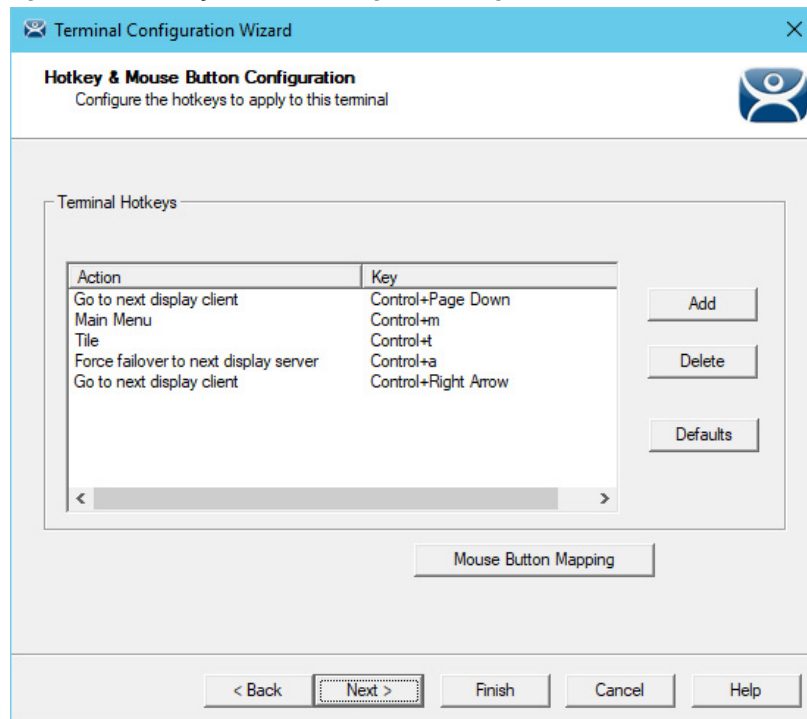 Terminal Configuration Wizard
Hotkey & Mouse Button Configuration
Configure the hotkeys to apply to this terminal
Terminal Hotkeys
Action Key
Go to next display client Control+Page Down
Main Menu Control+m
Tile Control+t
Force failover to next display server Control+a
Go to next display client Control+Right Arrow
Add
Delete
Defaults
Mouse Button Mapping
< Back Next > Finish Cancel Help